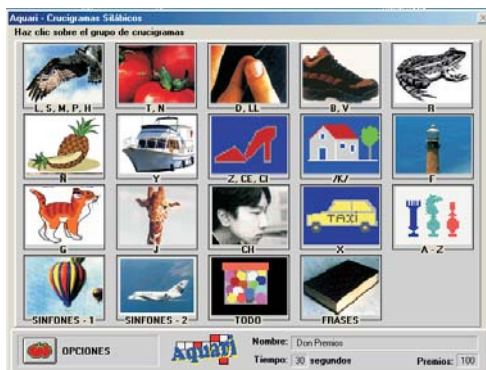 Aquari - Crucigramas Silábicos
Haz clic sobre el grupo de crucigramas
L, S, M, P, H
T, N
D, LL
B, V
R
Ñ
Y
Z, CE, CI
/K/
F
G
J
CH
TAXI
X
A - Z
SINFONES - 1
SINFONES - 2
TODO
FRASES
OPCIONES
Aquari
Nombre: Don Premios
Tiempo: 30 segundos
Premios: 100